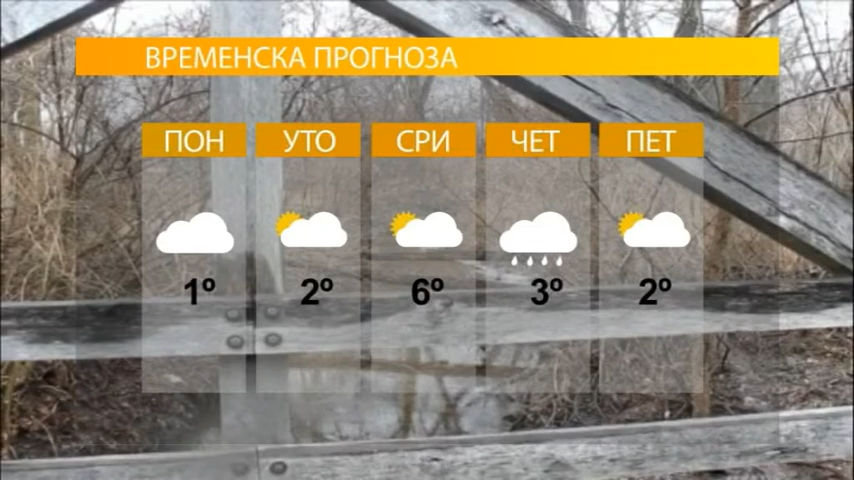 ВРЕМЕНСКА ПРОГНОЗА
ПОН УТО СРИ ЧЕТ ПЕТ
1º 2º 6º 3º 2º